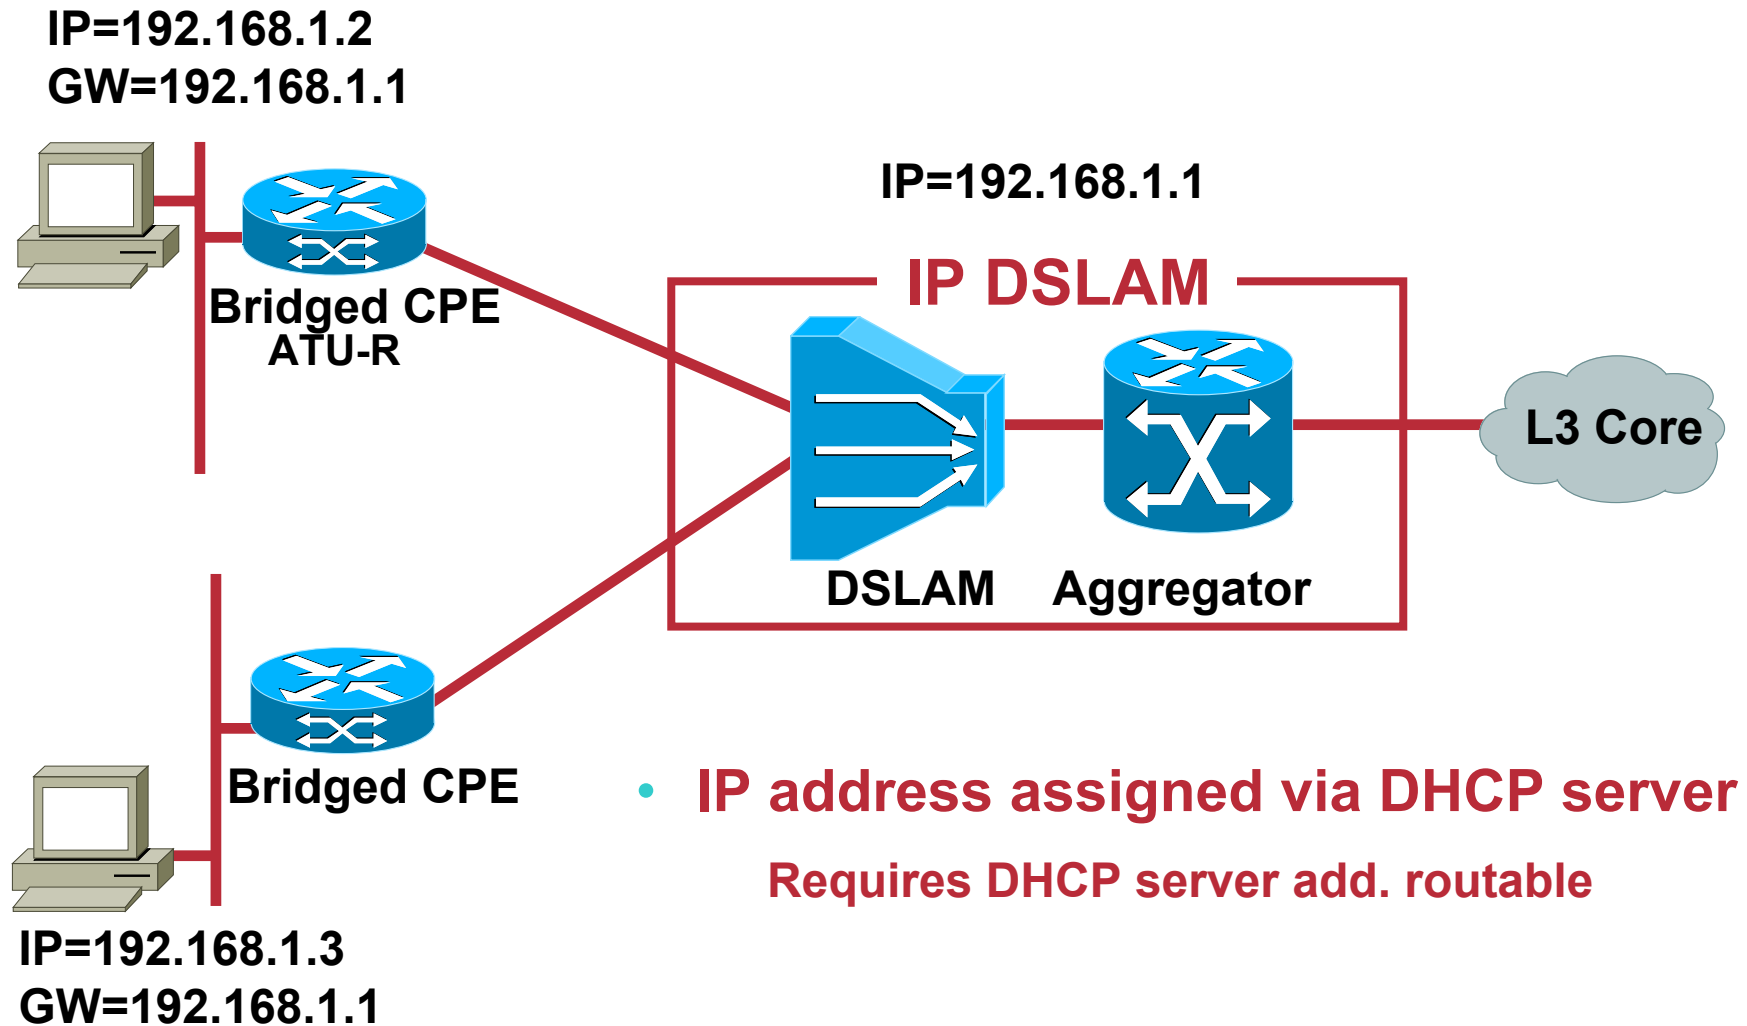 IP=192.168.1.2
GW=192.168.1.1
IP=192.168.1.1
IP DSLAM
Bridged CPE
ATU-R
L3 Core
DSLAM
Aggregator
Bridged CPE
• IP address assigned via DHCP server
Requires DHCP server add. routable
IP=192.168.1.3
GW=192.168.1.1